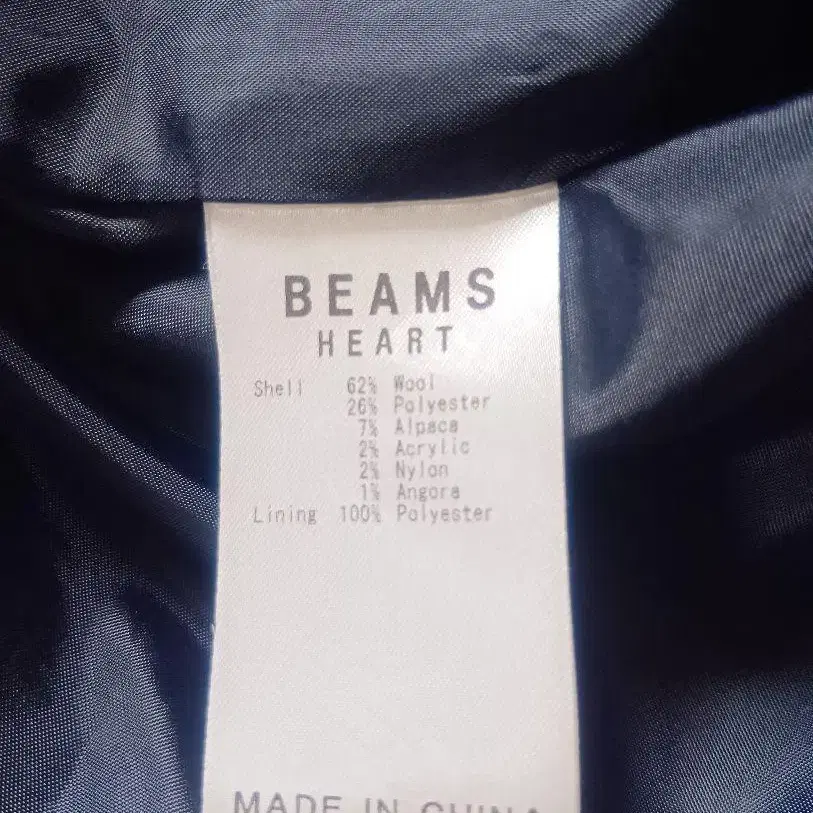 BEAMS
HEART
Shell 62% Wool
26% Polyester
7% Alpaca
2% Acrylic
2% Nylon
1% Angora
Lining 100% Polyester
MADE IN CHINA